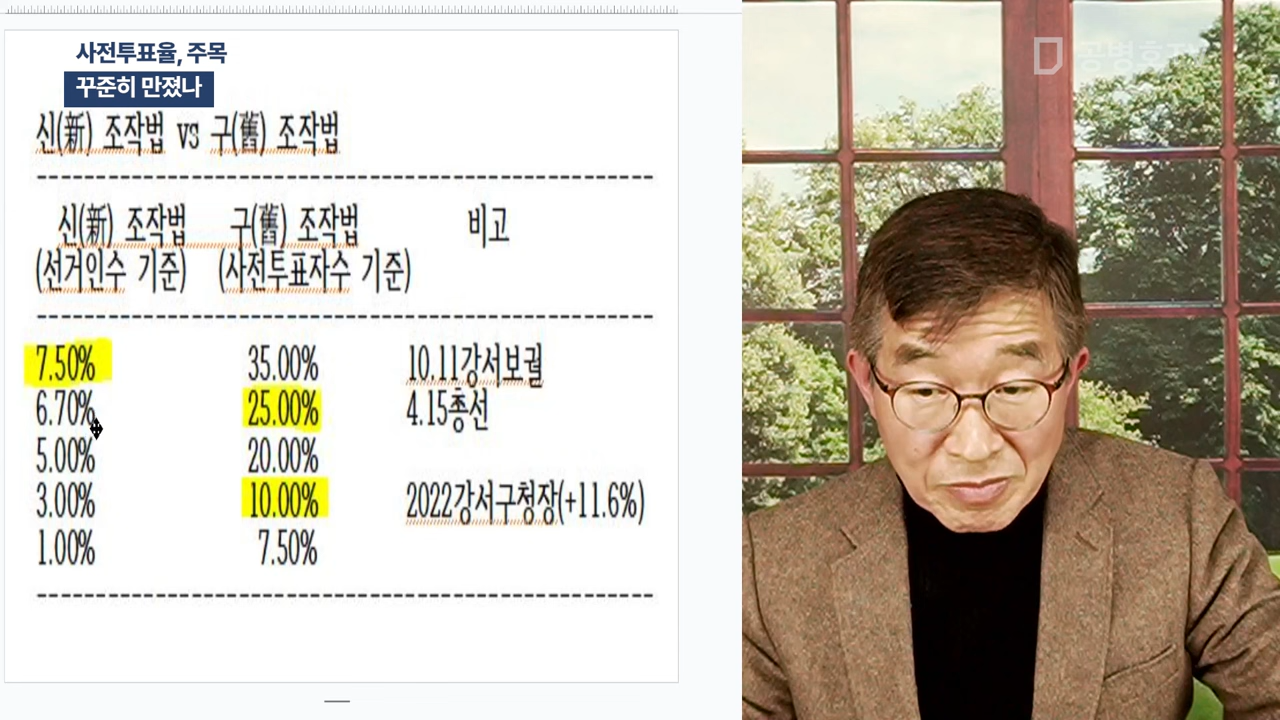 사전투표율, 주목
꾸준히 만졌나
신(新) 조작법 vs 구(舊) 조작법
신(新) 조작법 구(舊) 조작법 비고
(선거인수 기준) (사전투표자수 기준)
7.50% 35.00% 10.11강서보궐
6.70% 25.00% 4.15총선
5.00% 20.00%
3.00% 10.00% 2022강서구청장(+11.6%)
1.00% 7.50%
공병호